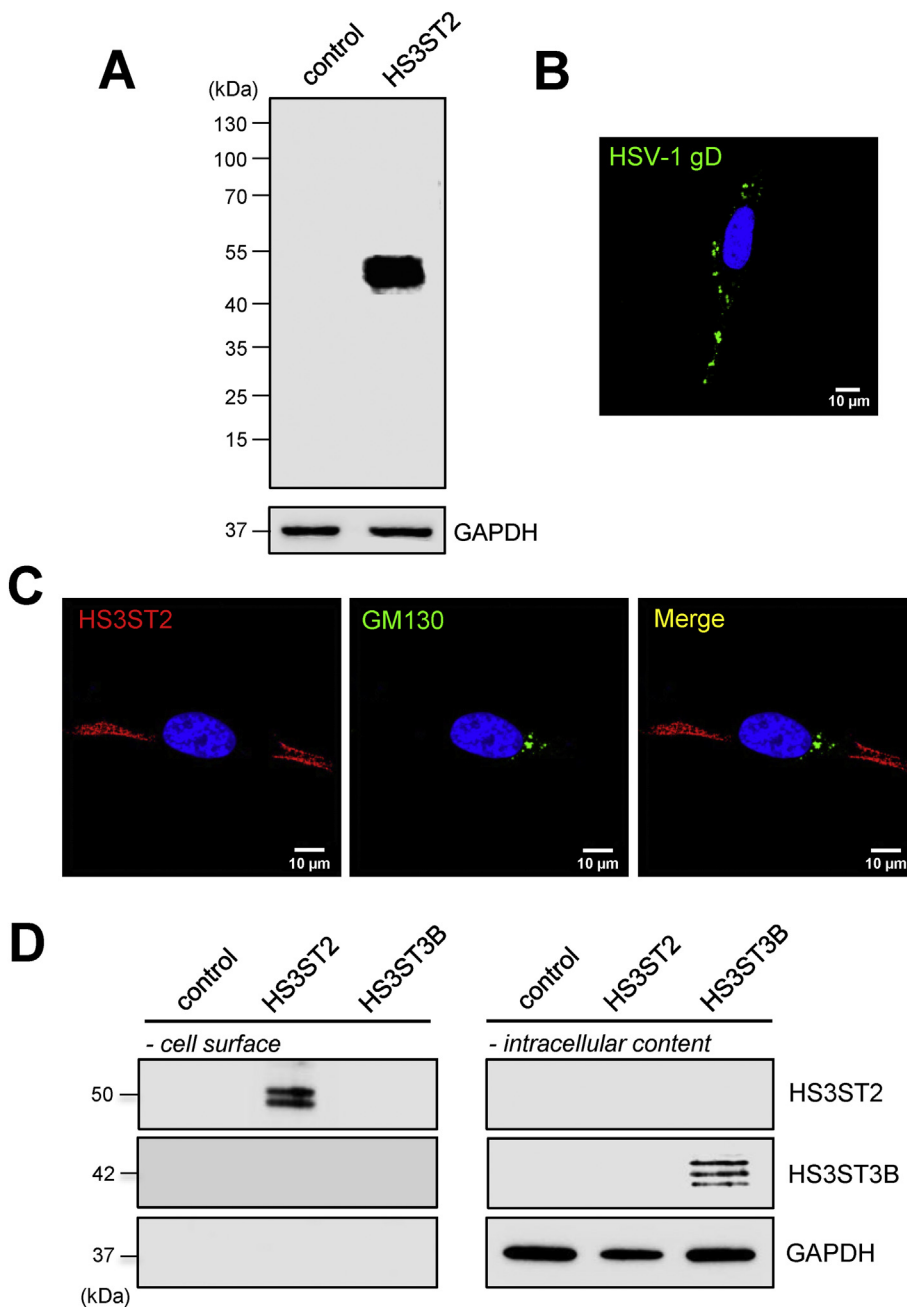 A
control HS3ST2
(kDa)
130
100
70
55
40
35
25
15
37 GAPDH
B
HSV-1 gD
10 µm
C
HS3ST2 GM130 Merge
10 µm 10 µm 10 µm
D
control HS3ST2 HS3ST3B control HS3ST2 HS3ST3B
- cell surface - intracellular content
50 HS3ST2
42 HS3ST3B
37 GAPDH
(kDa)